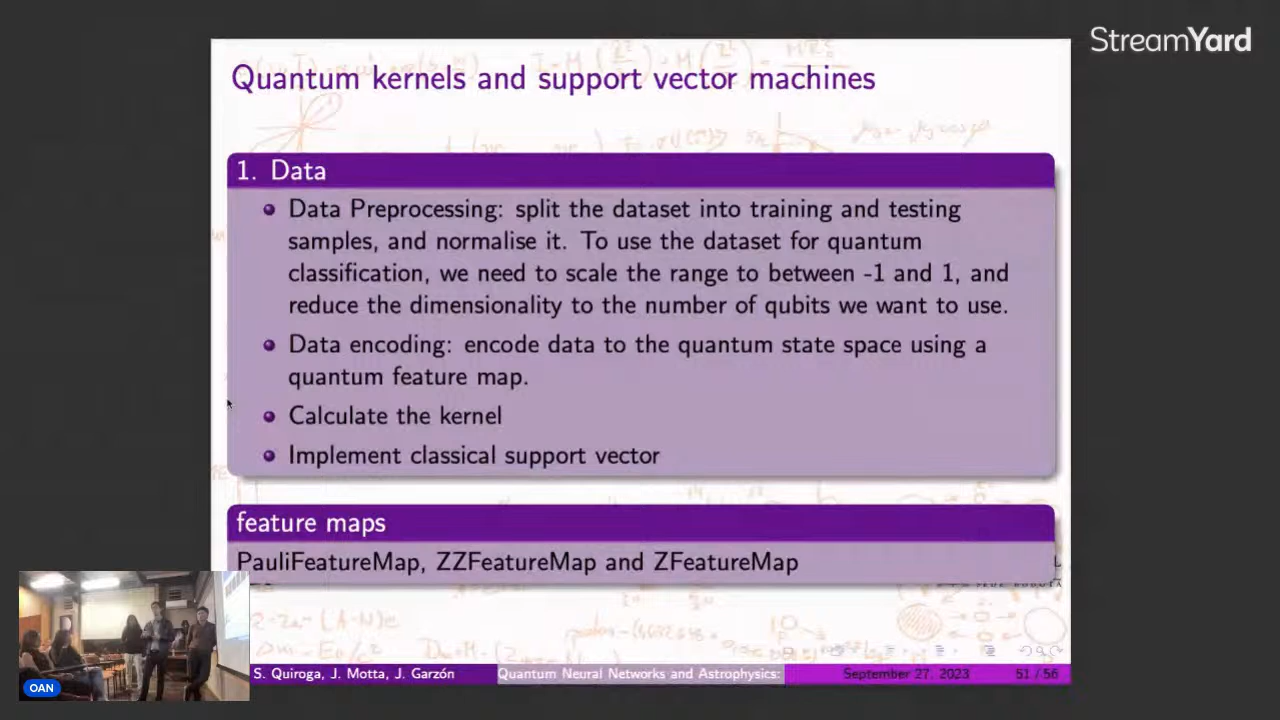 StreamYard
Quantum kernels and support vector machines
1. Data
Data Preprocessing: split the dataset into training and testing
samples, and normalise it. To use the dataset for quantum
classification, we need to scale the range to between -1 and 1, and
reduce the dimensionality to the number of qubits we want to use.
Data encoding: encode data to the quantum state space using a
quantum feature map.
Calculate the kernel
Implement classical support vector
feature maps
PauliFeatureMap, ZZFeatureMap and ZFeatureMap
OAN
S. Quiroga, J. Motta, J. Garzón
Quantum Neural Networks and Astrophysics:
September 27, 2023
51 / 56